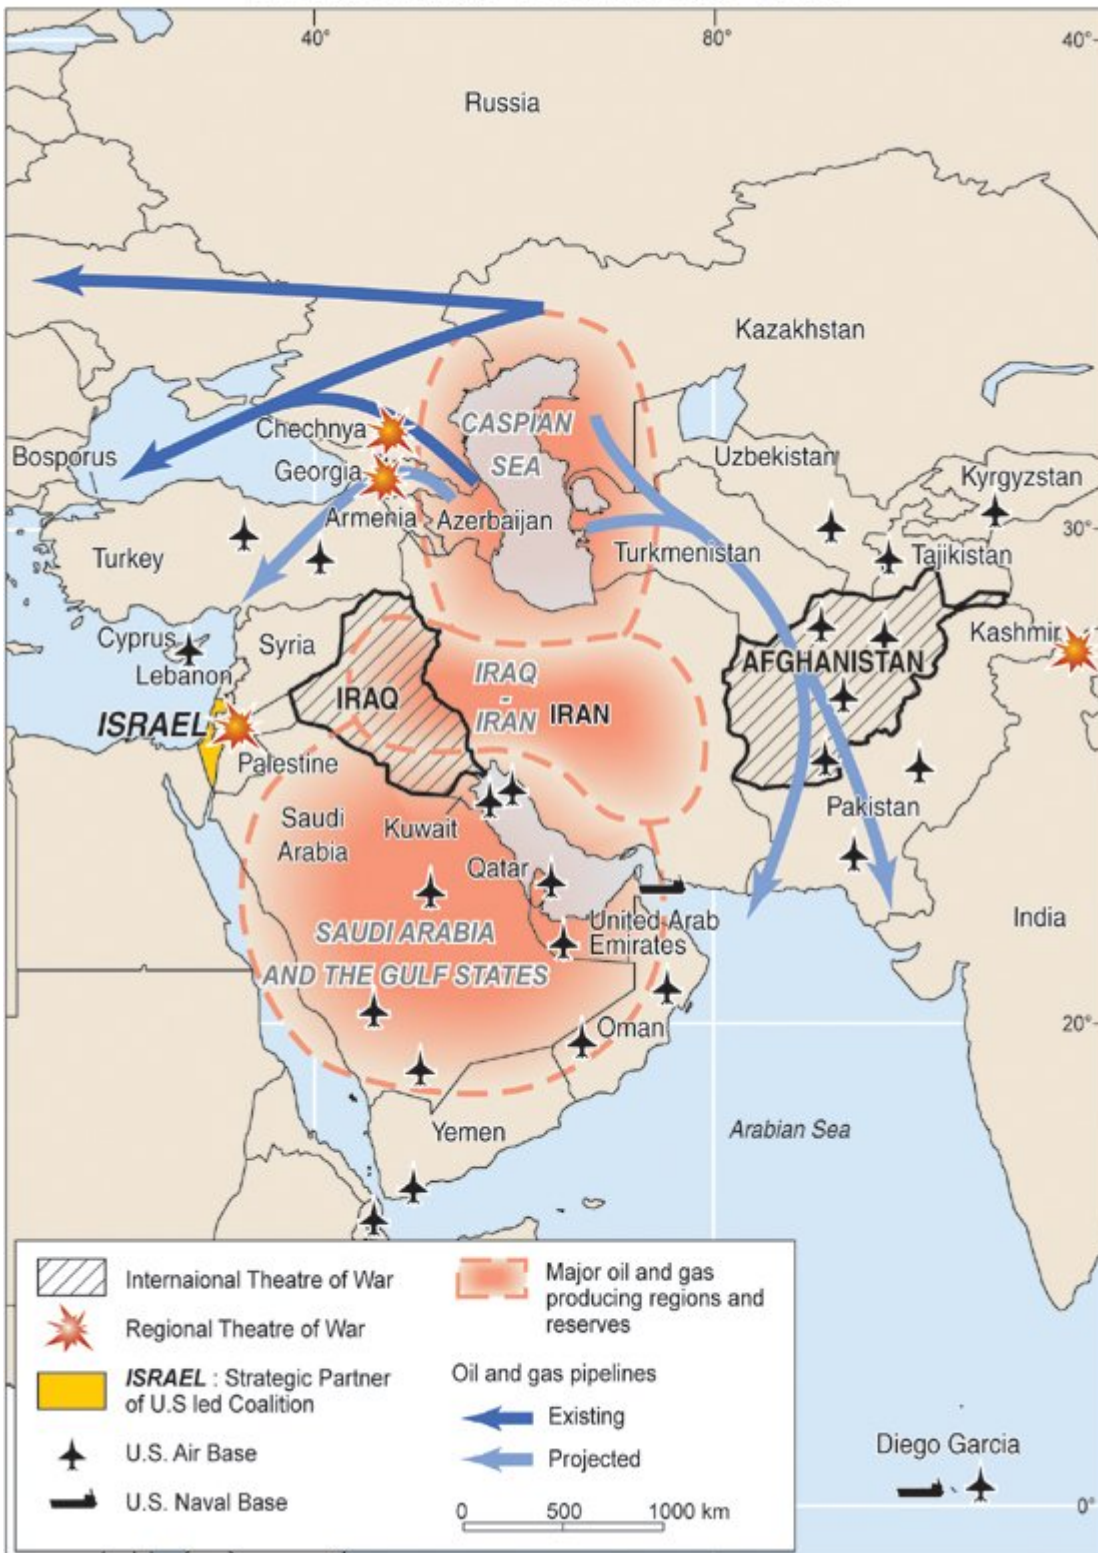 40°
80°
40°
Russia
Kazakhstan
CASPIAN
SEA
Chechnya
Bosporus
Georgia
Uzbekistan
Kyrgyzstan
Armenia
Azerbaijan
30°
Turkey
Turkmenistan
Tajikistan
Cyprus
Syria
Kashmir
Lebanon
AFGHANISTAN
IRAQ
IRAQ
-
IRAN
IRAN
ISRAEL
Palestine
Saudi
Arabia
Kuwait
Pakistan
Qatar
United Arab
Emirates
India
SAUDI ARABIA
AND THE GULF STATES
Oman
20°
Yemen
Arabian Sea
Internaional Theatre of War
Regional Theatre of War
ISRAEL : Strategic Partner
of U.S led Coalition
U.S. Air Base
U.S. Naval Base
Major oil and gas
producing regions and
reserves
Oil and gas pipelines
Existing
Projected
0 500 1000 km
Diego Garcia
0°